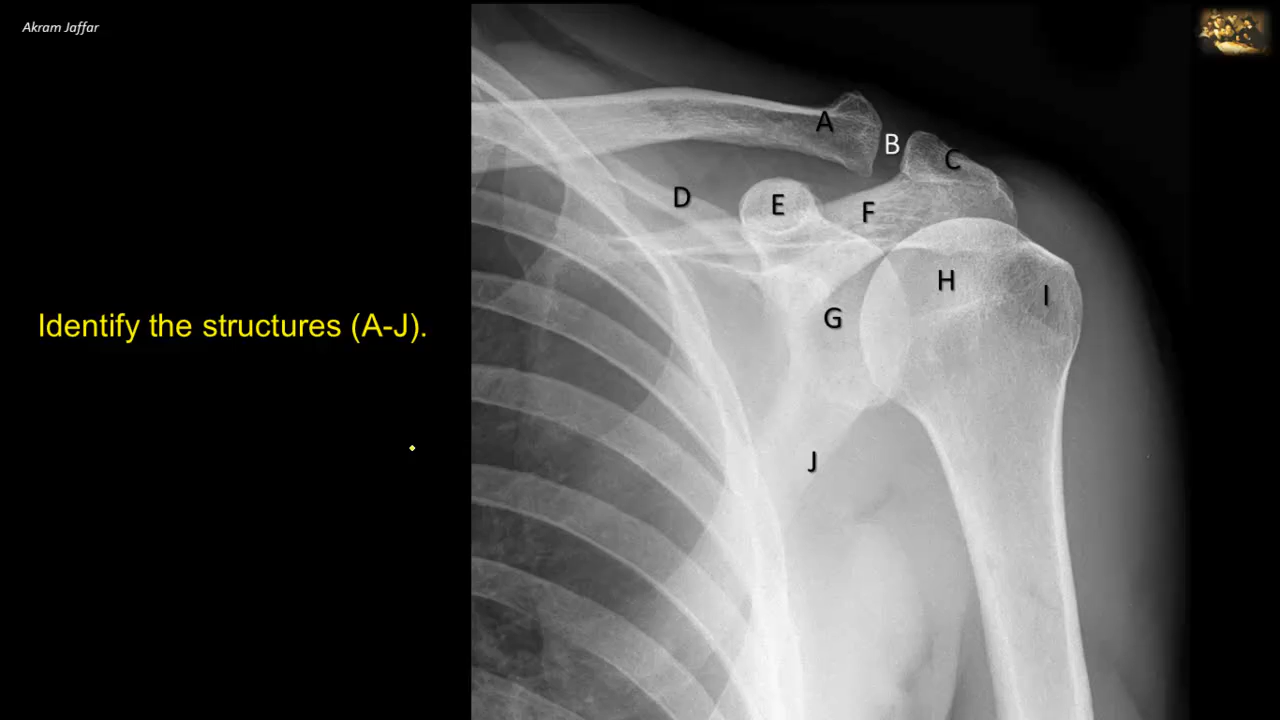 Akram Jaffar
A
B
C
D
E
F
H
I
G
Identify the structures (A-J).
J